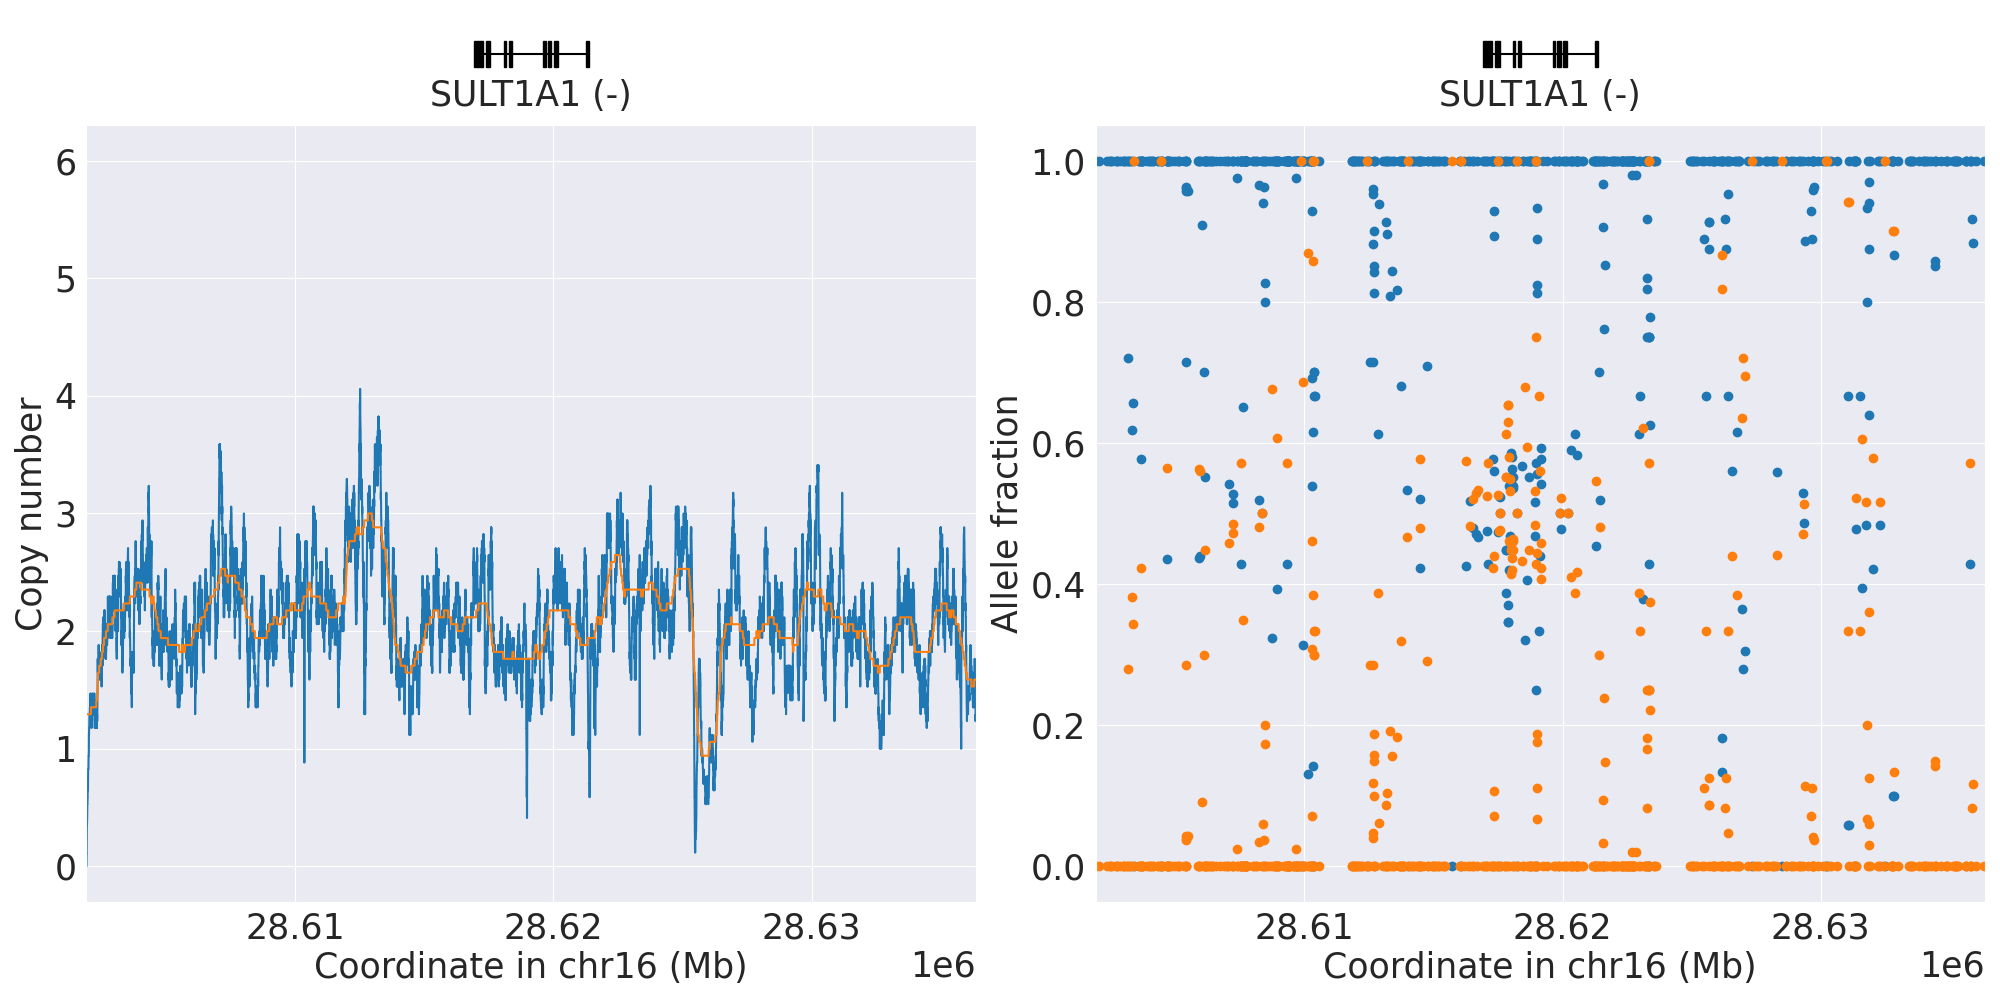 SULT1A1 (-)
6
5
4
3
2
1
0
Copy number
28.61
28.62
28.63
Coordinate in chr16 (Mb)
1e6
SULT1A1 (-)
1.0
0.8
0.6
0.4
0.2
0.0
Allele fraction
28.61
28.62
28.63
Coordinate in chr16 (Mb)
1e6